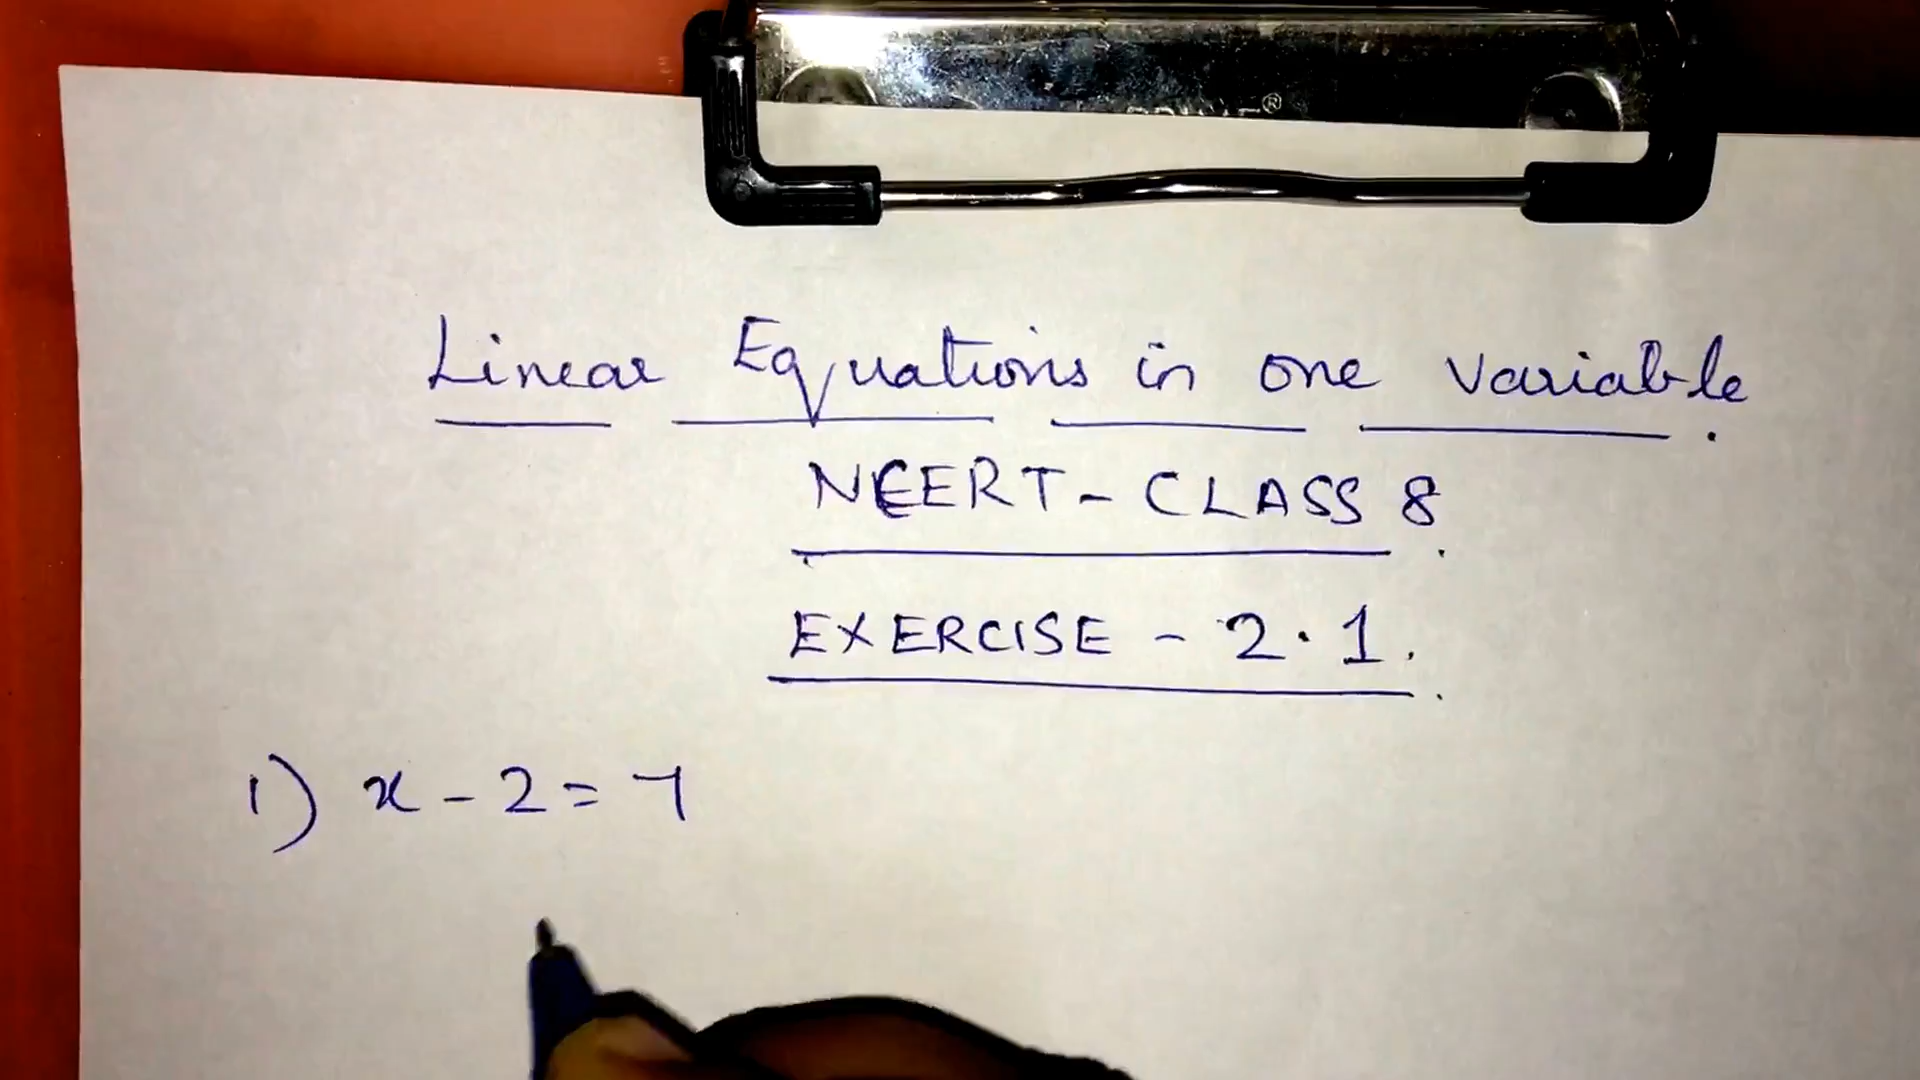 Linear Equations in one variable.
NCERT - CLASS 8.
EXERCISE - 2.1.
1) x - 2 = 7